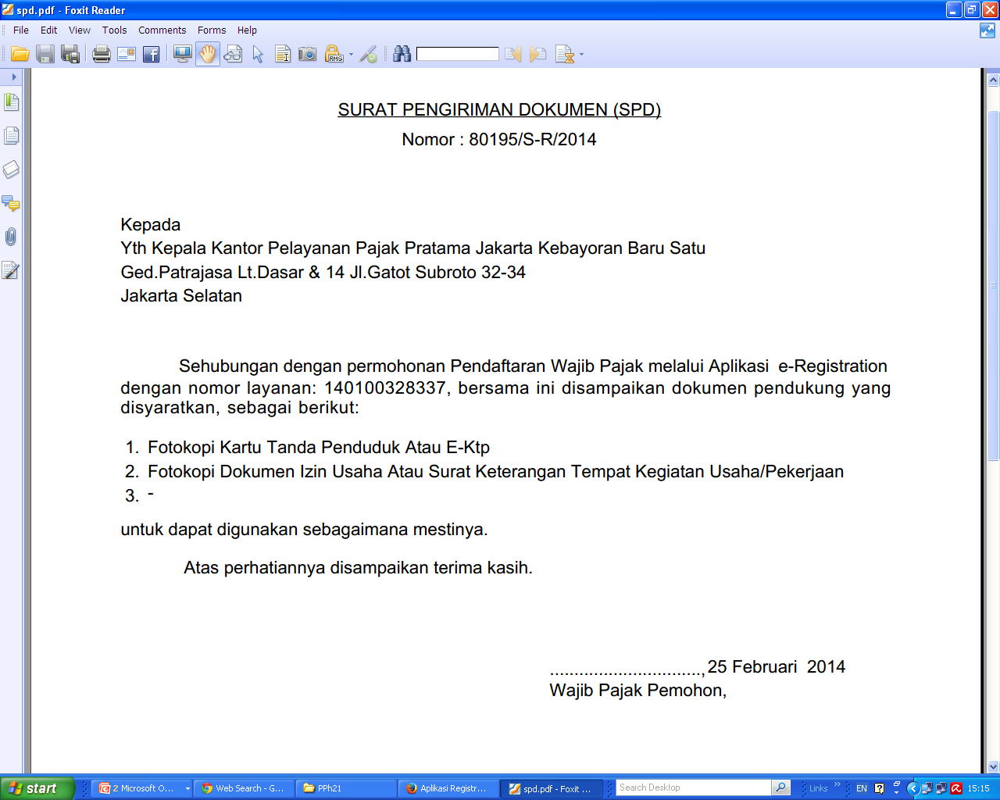 spd.pdf - Foxit Reader
File Edit View Tools Comments Forms Help
RMS
SURAT PENGIRIMAN DOKUMEN (SPD)
Nomor : 80195/S-R/2014
Kepada
Yth Kepala Kantor Pelayanan Pajak Pratama Jakarta Kebayoran Baru Satu
Ged.Patrajasa Lt.Dasar & 14 Jl.Gatot Subroto 32-34
Jakarta Selatan
Sehubungan dengan permohonan Pendaftaran Wajib Pajak melalui Aplikasi e-Registration
dengan nomor layanan: 140100328337, bersama ini disampaikan dokumen pendukung yang
disyaratkan, sebagai berikut:
1. Fotokopi Kartu Tanda Penduduk Atau E-Ktp
2. Fotokopi Dokumen Izin Usaha Atau Surat Keterangan Tempat Kegiatan Usaha/Pekerjaan
3. -
untuk dapat digunakan sebagaimana mestinya.
Atas perhatiannya disampaikan terima kasih.
..............................., 25 Februari 2014
Wajib Pajak Pemohon,
start 2 Microsoft O... Web Search - G... PPh21 Aplikasi Registr... spd.pdf - Foxit ... Search Desktop Links » EN 15:15